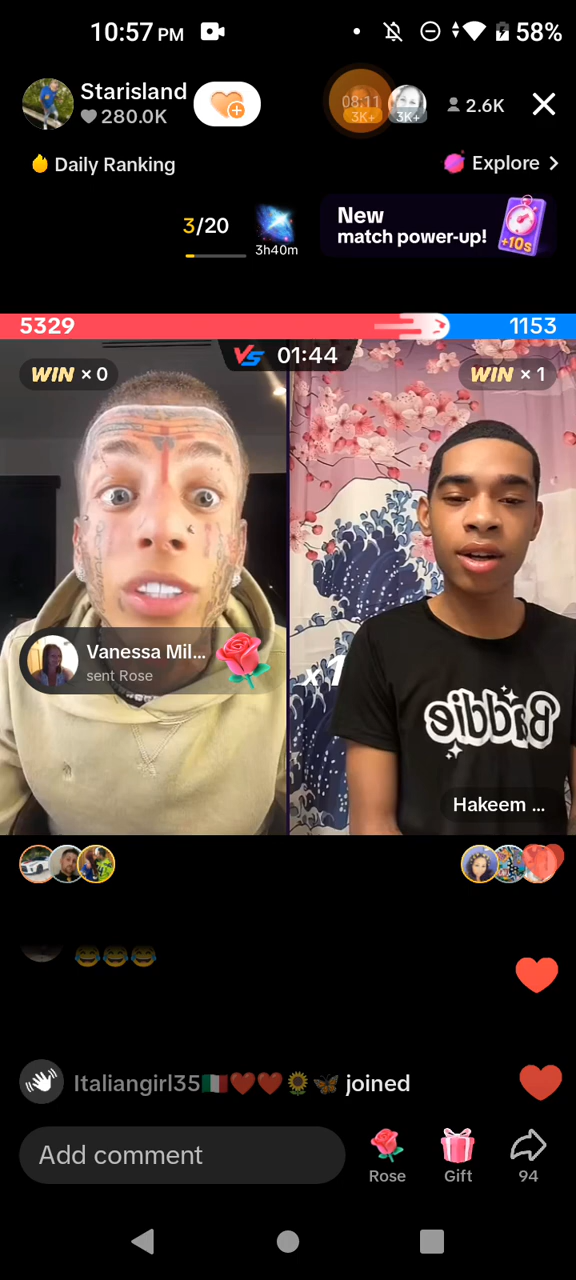 10:57 PM
58%
Starisland
280.0K
08:11
3K+
3K+
2.6K
Daily Ranking
Explore
3/20
3h40m
New
match power-up!
+10s
5329
1153
VS 01:44
WIN × 0
WIN × 1
Vanessa Mil...
sent Rose
Baddie
Hakeem ...
Italiangirl35🇮🇹❤️❤️🌻🦋 joined
Add comment
Rose
Gift
94